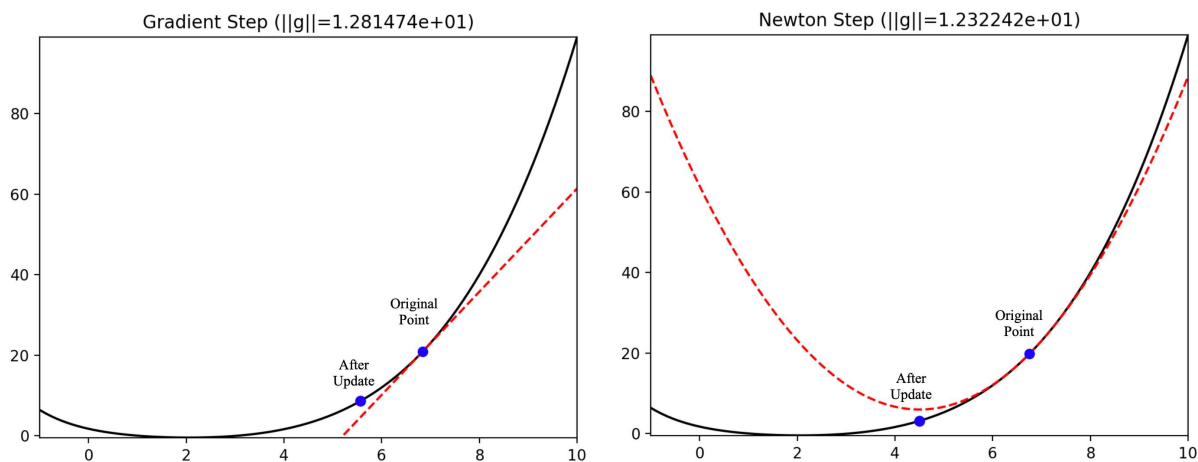 Gradient Step (||g||=1.281474e+01)
80
60
40
20
0
Original
Point
After
Update
0
2
4
6
8
10
Newton Step (||g||=1.232242e+01)
80
60
40
20
0
Original
Point
After
Update
0
2
4
6
8
10